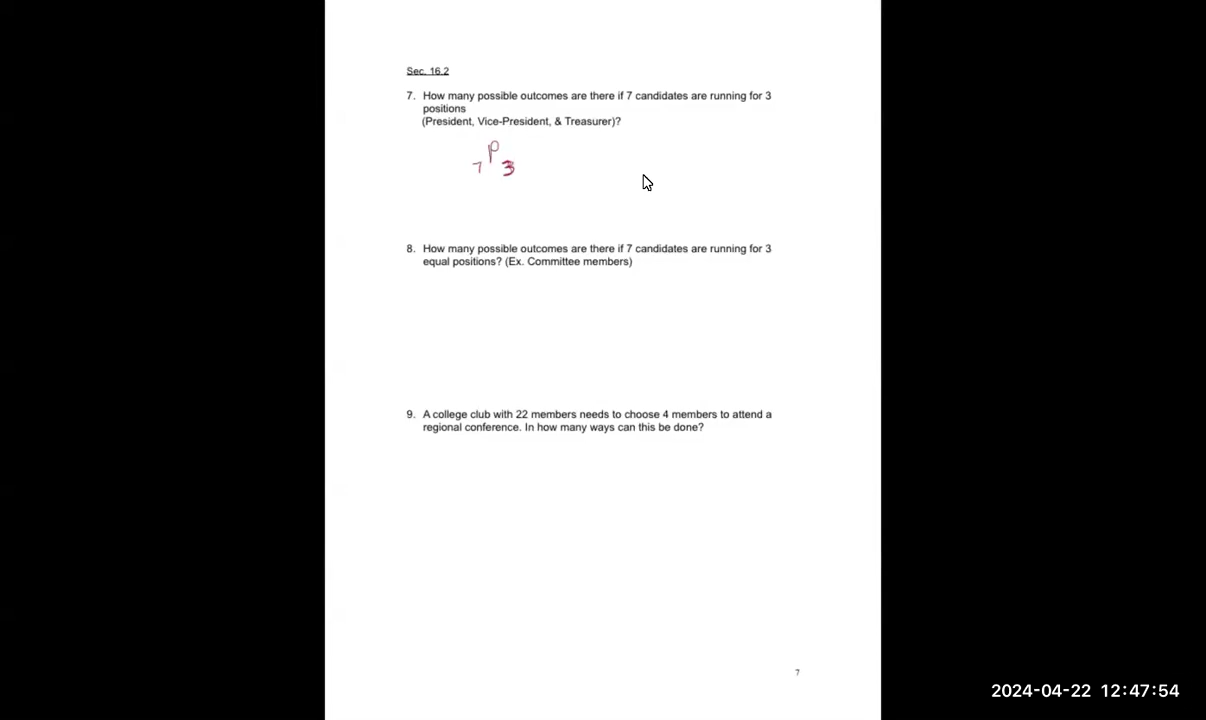 Sec. 16.2
7. How many possible outcomes are there if 7 candidates are running for 3
positions
(President, Vice-President, & Treasurer)?
7 P 3
8. How many possible outcomes are there if 7 candidates are running for 3
equal positions? (Ex. Committee members)
9. A college club with 22 members needs to choose 4 members to attend a
regional conference. In how many ways can this be done?
7
2024-04-22 12:47:54